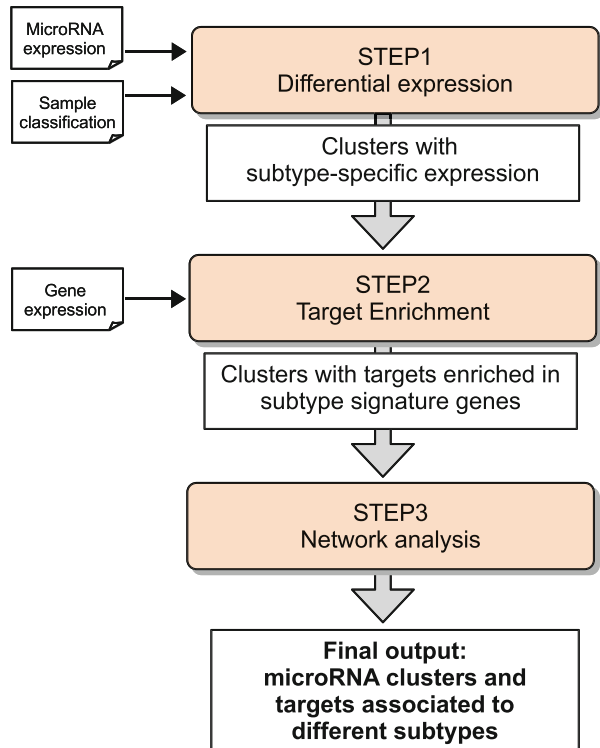 MicroRNA
expression
Sample
classification
STEP1
Differential expression
Clusters with
subtype-specific expression
Gene
expression
STEP2
Target Enrichment
Clusters with targets enriched in
subtype signature genes
STEP3
Network analysis
Final output:
microRNA clusters and
targets associated to
different subtypes